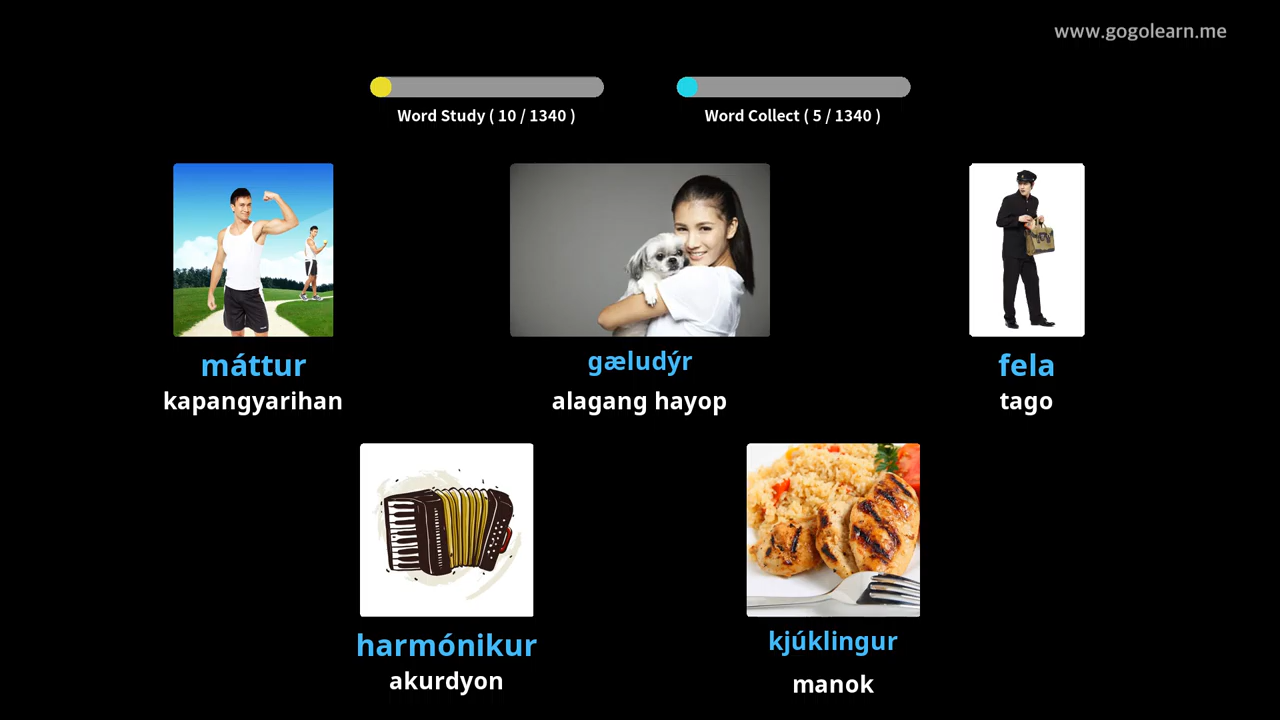 www.gogolearn.me
Word Study ( 10 / 1340 )
Word Collect ( 5 / 1340 )
máttur
kapangyarihan
gæludýr
alagang hayop
fela
tago
harmónikur
akurdyon
kjúklingur
manok